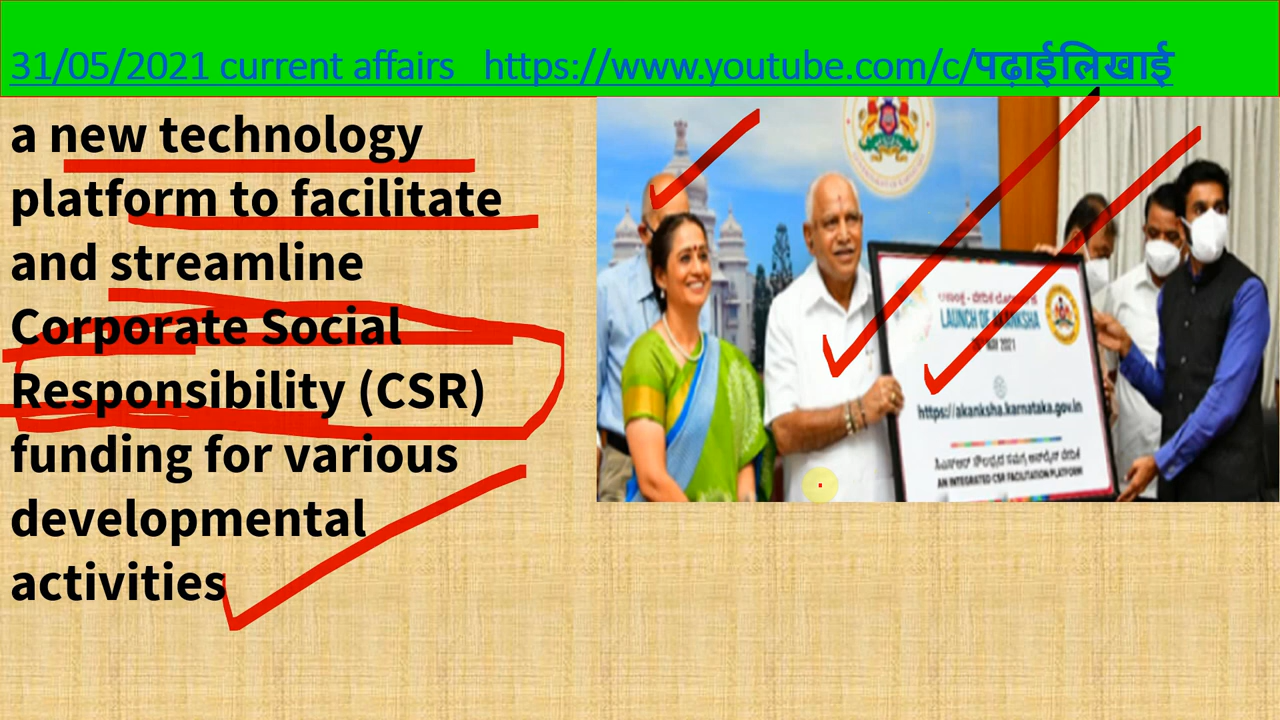 31/05/2021 current affairs https://www.youtube.com/c/पढ़ाईलिखाई
a new technology
platform to facilitate
and streamline
Corporate Social
Responsibility (CSR)
funding for various
developmental
activities
LAUNCH OF AKANKSHA
MAY 2021
https://akanksha.karnataka.gov.in
AN INTEGRATED CSR FACILITATION PLATFORM